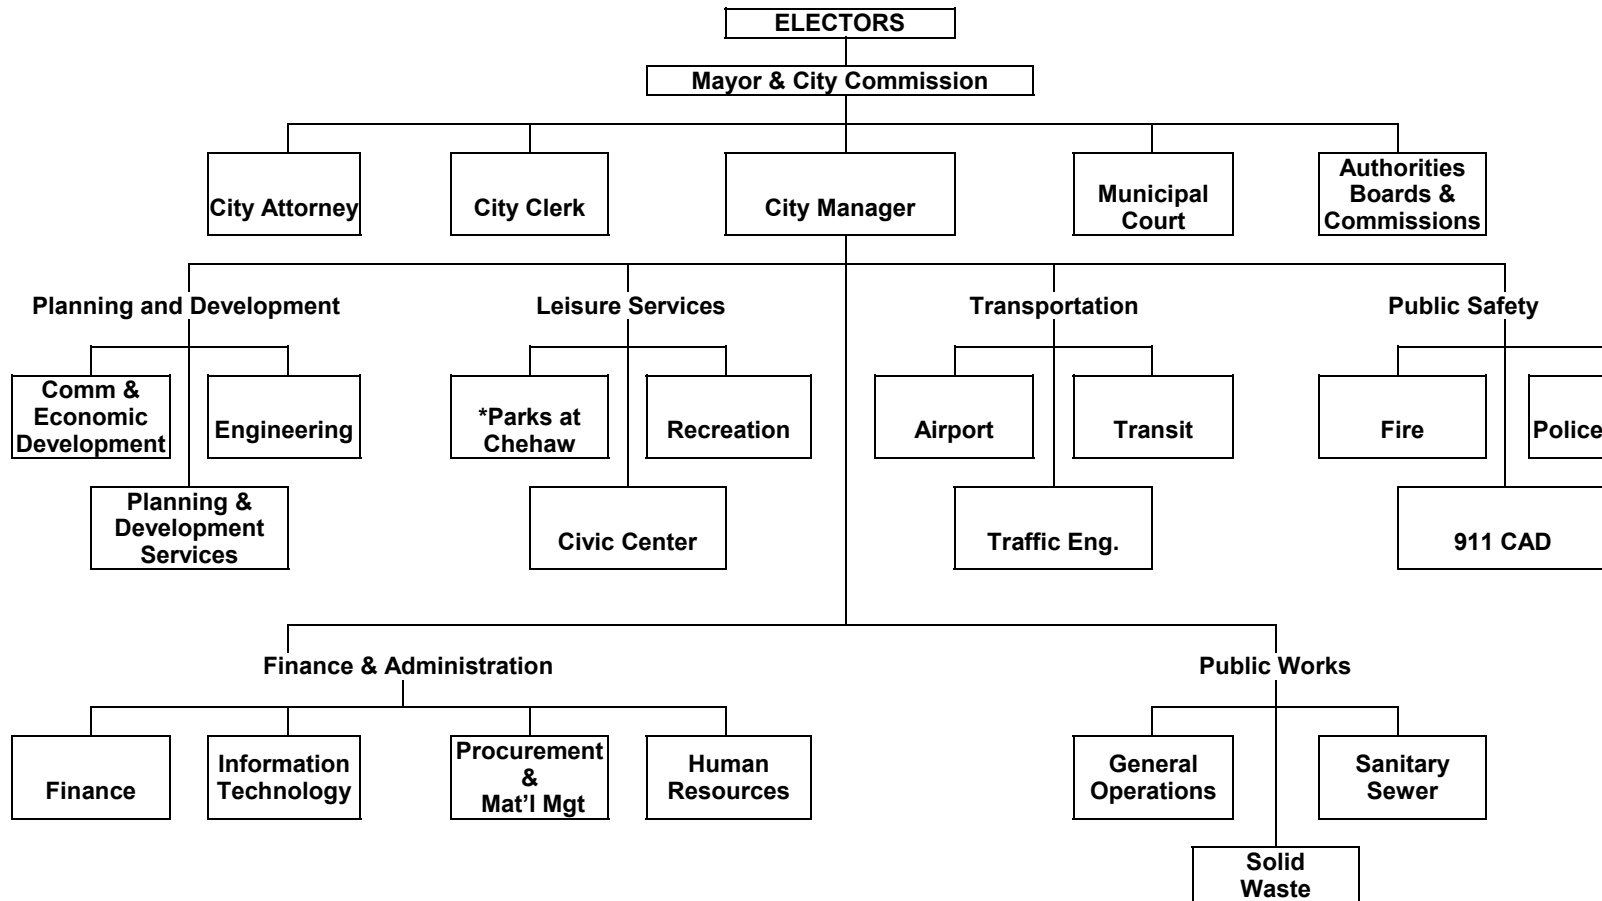 ELECTORS
Mayor & City Commission
City Attorney
City Clerk
City Manager
Municipal
Court
Authorities
Boards &
Commissions
Planning and Development
Leisure Services
Transportation
Public Safety
Comm &
Economic
Development
Engineering
*Parks at
Chehaw
Recreation
Airport
Transit
Fire
Police
Planning &
Development
Services
Civic Center
Traffic Eng.
911 CAD
Finance & Administration
Public Works
Finance
Information
Technology
Procurement
&
Mat’l Mgt
Human
Resources
General
Operations
Sanitary
Sewer
Solid
Waste